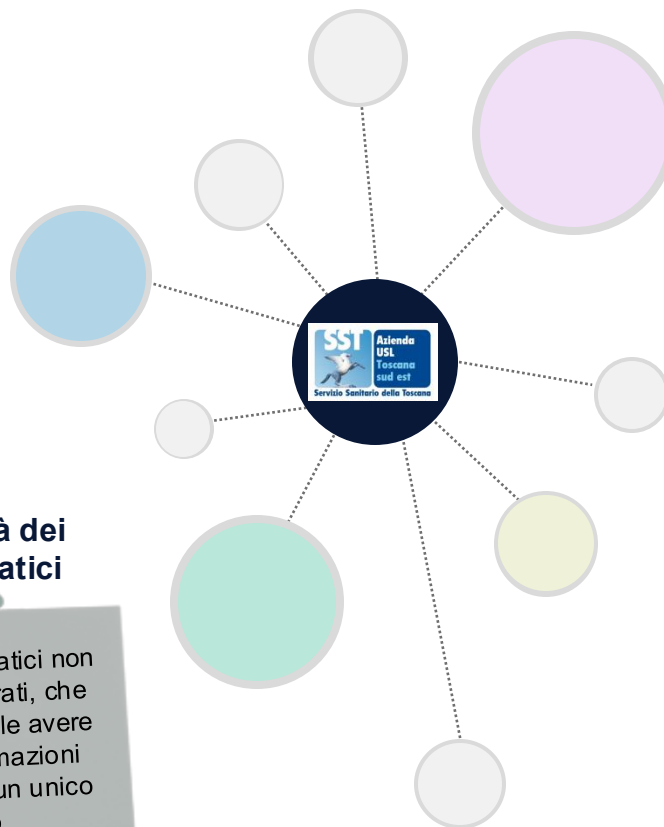 SST
Azienda
USL
Toscana
sud est
Servizio Sanitario della Toscana
à dei
atici
atici non
ati, che
le avere
mazioni
un unico